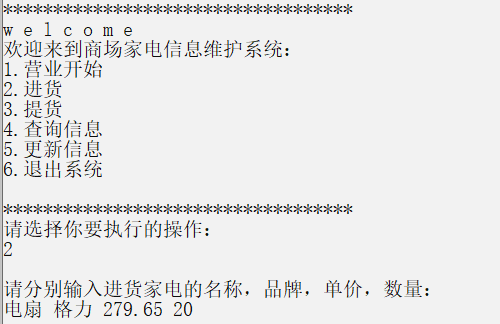 ***********************************
w e l c o m e
欢迎来到商场家电信息维护系统：
1.营业开始
2.进货
3.提货
4.查询信息
5.更新信息
6.退出系统
***********************************
请选择你要执行的操作：
2
请分别输入进货家电的名称，品牌，单价，数量：
电扇 格力 279.65 20